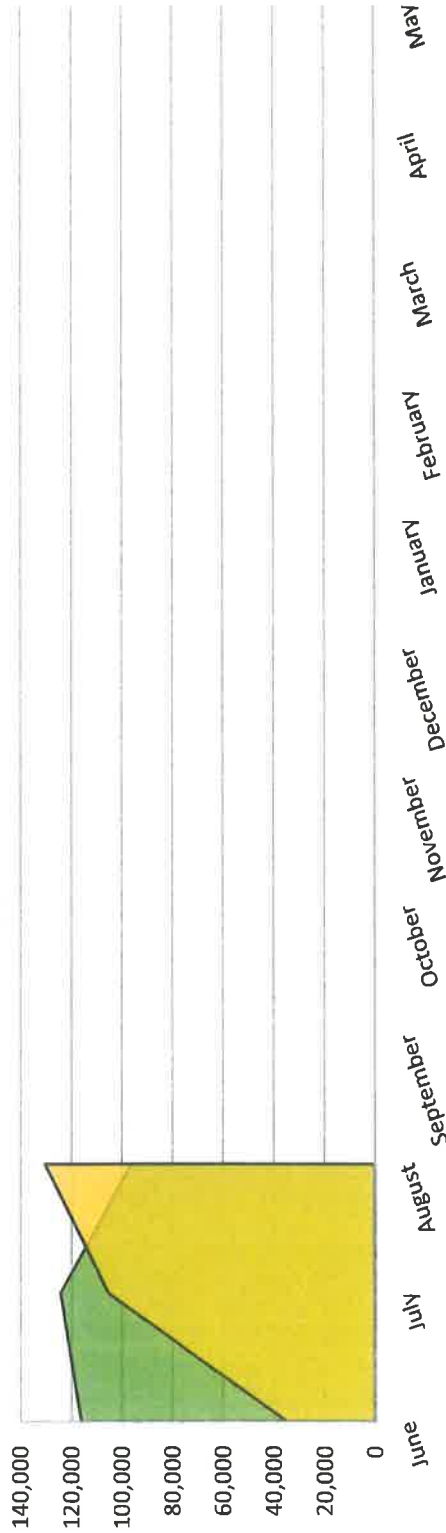 140,000
120,000
100,000
80,000
60,000
40,000
20,000
0
June
July
August
September
October
November
December
January
February
March
April
May